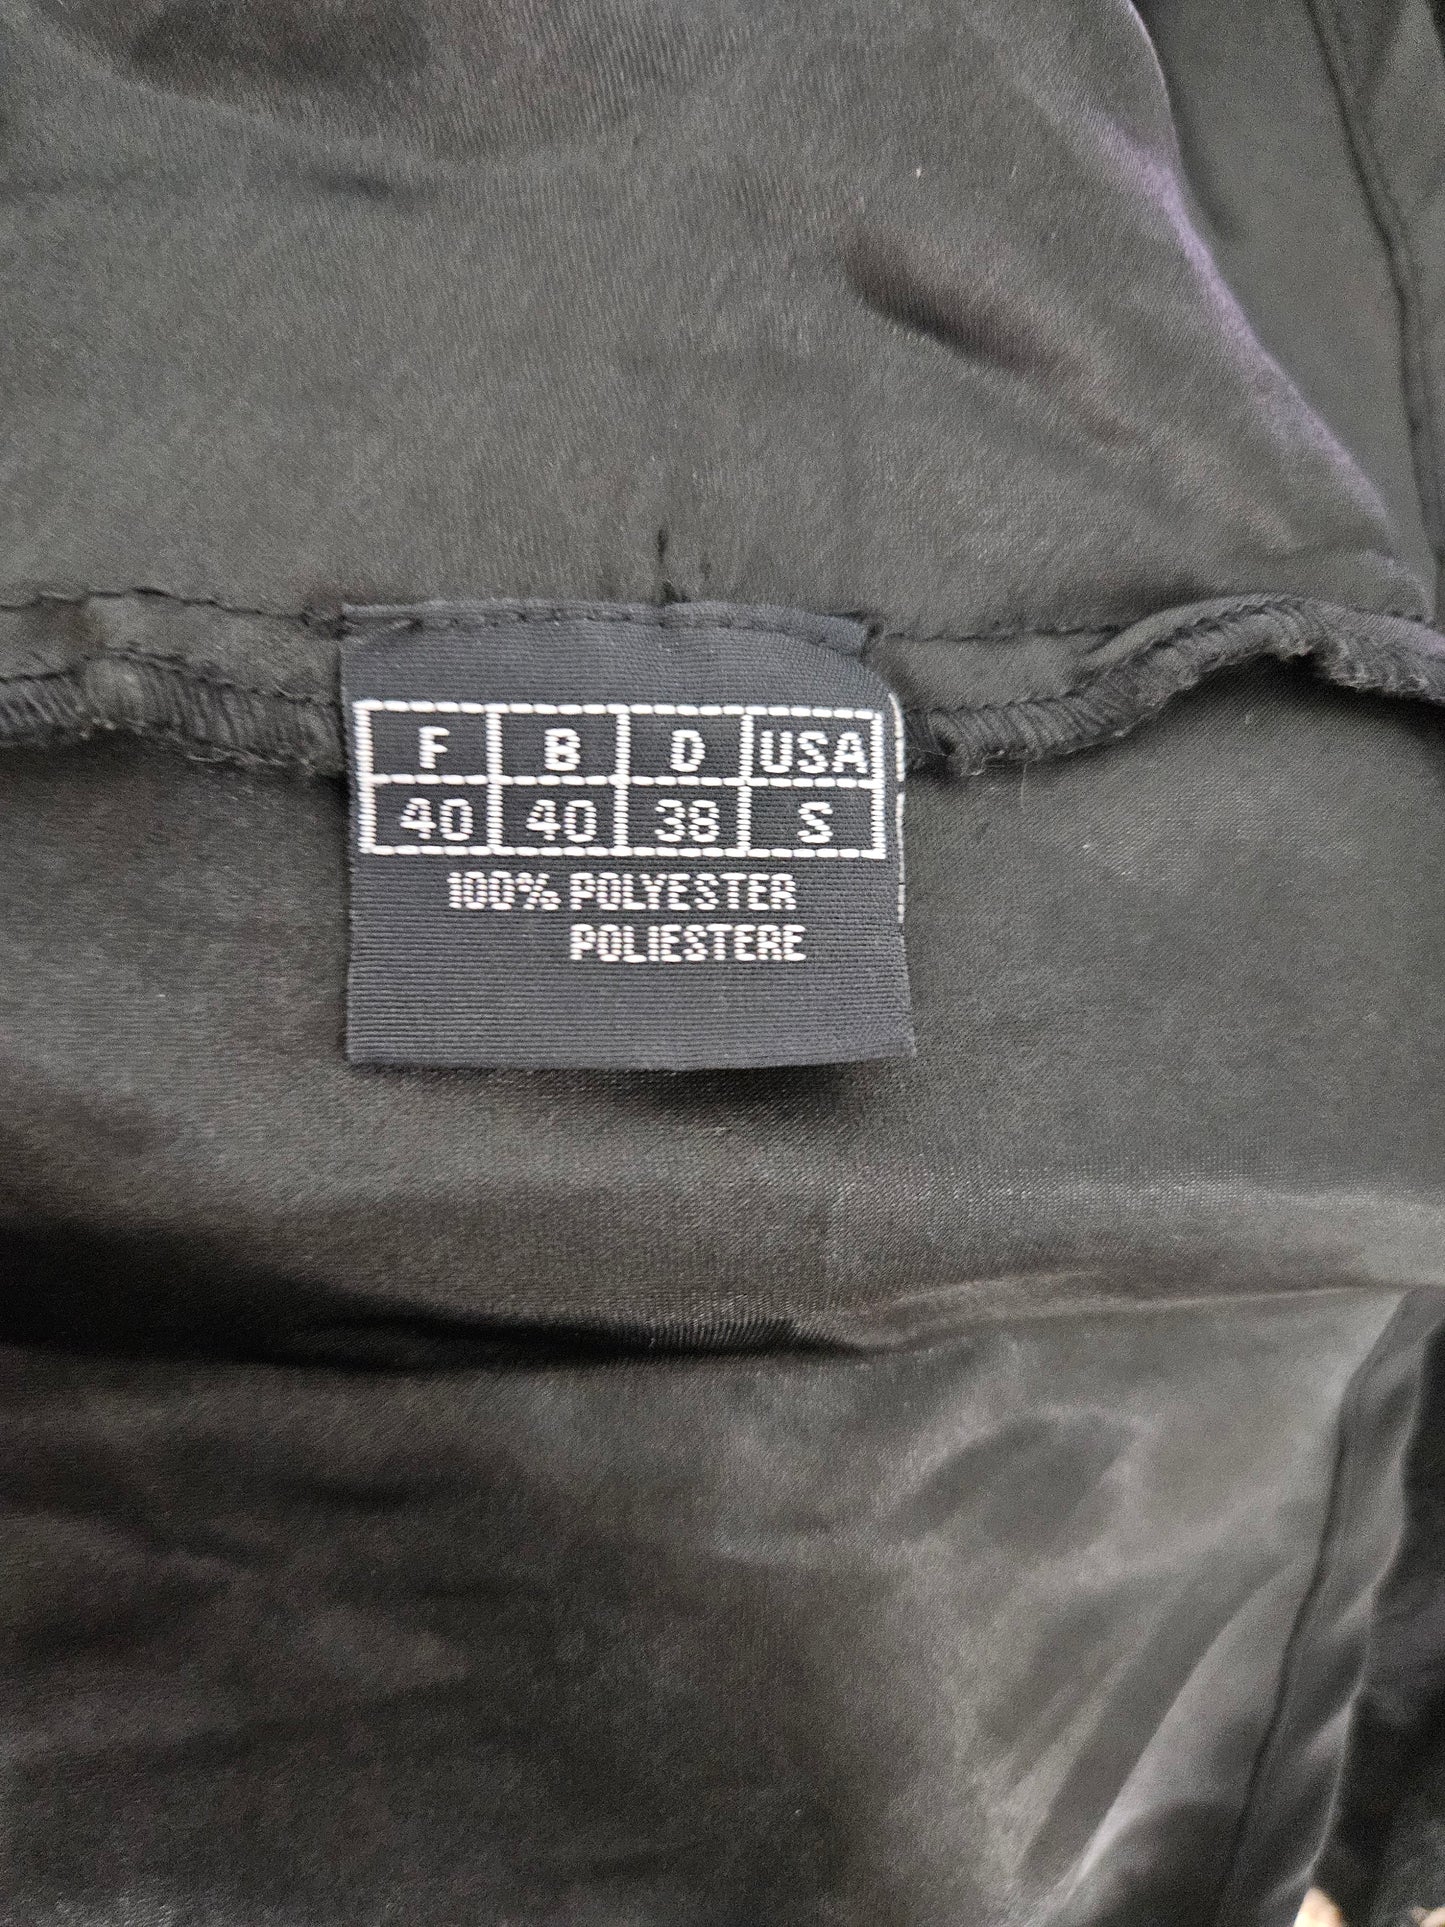 F B D USA
40 40 38 S
100% POLYESTER
POLIESTERE